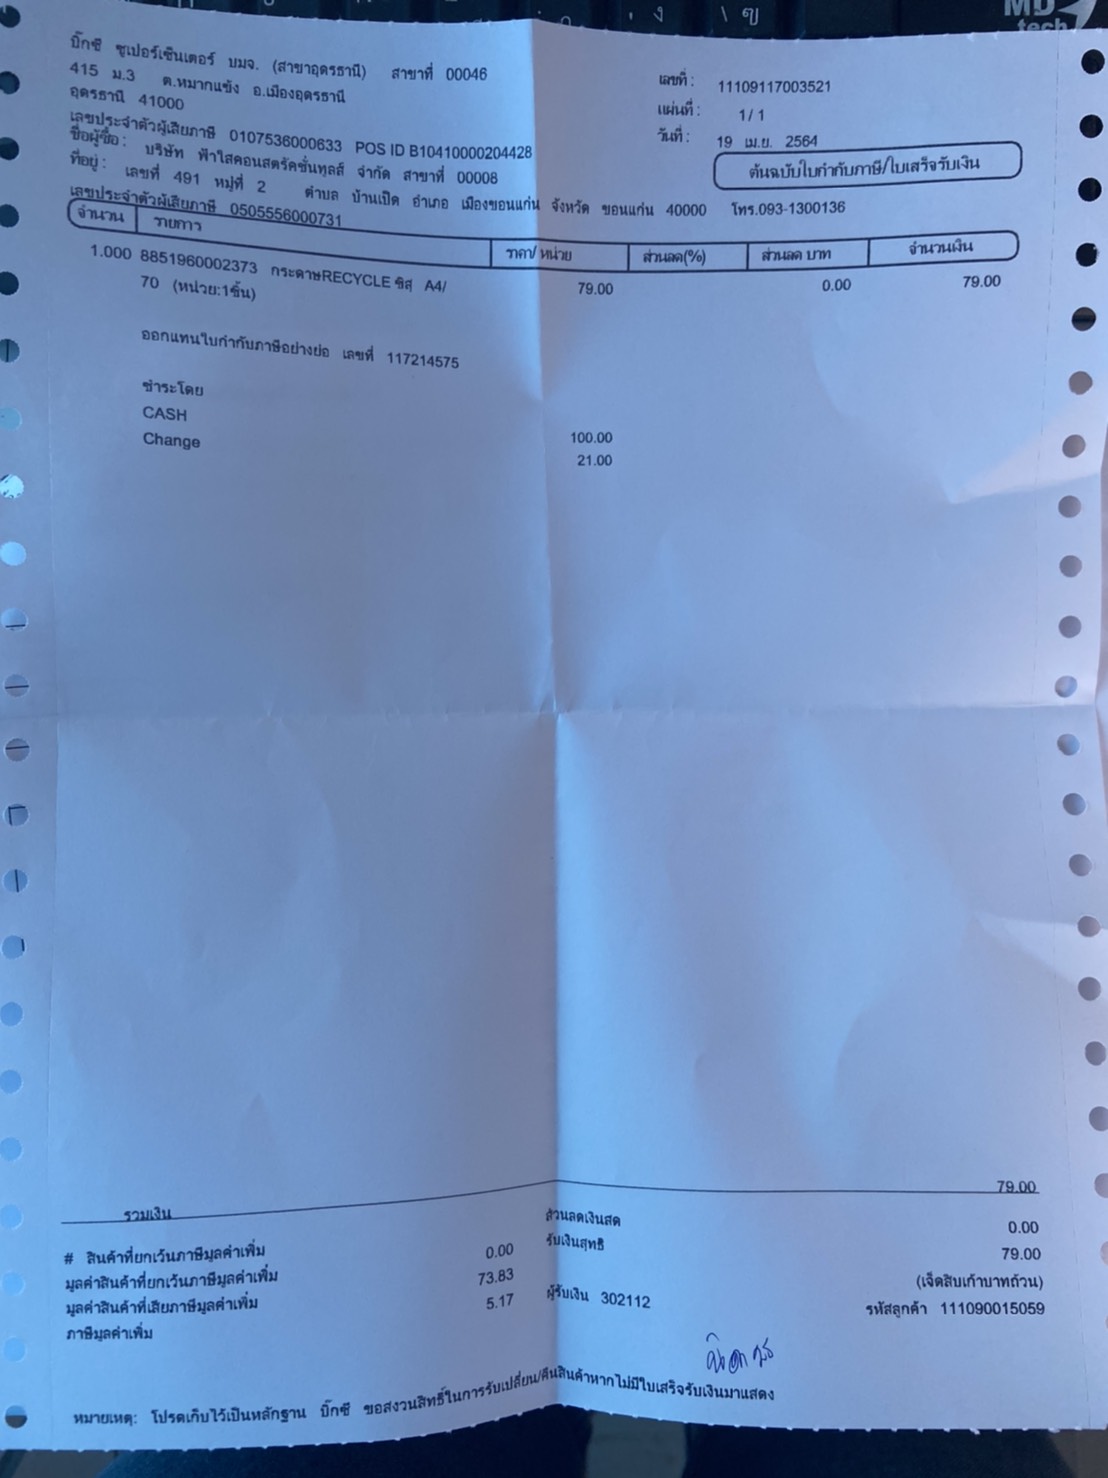 MD
tech
บิ๊กซี ซูเปอร์เซ็นเตอร์ บมจ. (สาขาอุดรธานี) สาขาที่ 00046
415 ม.3 ต.หมากแข้ง อ.เมืองอุดรธานี
อุดรธานี 41000
เลขประจำตัวผู้เสียภาษี 0107536000633 POS ID B10410000204428
เลขที่ : 11109117003521
แผ่นที่ : 1/ 1
วันที่ : 19 เม.ย. 2564
ต้นฉบับใบกำกับภาษี/ใบเสร็จรับเงิน
ชื่อผู้ซื้อ : บริษัท ฟ้าใสคอนสตรัคชั่นทูลส์ จำกัด สาขาที่ 00008
ที่อยู่ : เลขที่ 491 หมู่ที่ 2 ตำบล บ้านเป็ด อำเภอ เมืองขอนแก่น จังหวัด ขอนแก่น 40000 โทร.093-1300136
เลขประจำตัวผู้เสียภาษี 0505556000731
จำนวน รายการ ราคา/ หน่วย ส่วนลด(%) ส่วนลด บาท จำนวนเงิน
1.000 8851960002373 กระดาษRECYCLE ซิสุ A4/ 79.00 0.00 79.00
70 (หน่วย:1ชิ้น)
ออกแทนใบกำกับภาษีอย่างย่อ เลขที่ 117214575
ชำระโดย
CASH 100.00
Change 21.00
รวมเงิน 79.00
ส่วนลดเงินสด 0.00
# สินค้าที่ยกเว้นภาษีมูลค่าเพิ่ม รับเงินสุทธิ 79.00
มูลค่าสินค้าที่ยกเว้นภาษีมูลค่าเพิ่ม 0.00 (เจ็ดสิบเก้าบาทถ้วน)
มูลค่าสินค้าที่เสียภาษีมูลค่าเพิ่ม 73.83 ผู้รับเงิน 302112 รหัสลูกค้า 111090015059
ภาษีมูลค่าเพิ่ม 5.17
หมายเหตุ: โปรดเก็บไว้เป็นหลักฐาน บิ๊กซี ขอสงวนสิทธิ์ในการรับเปลี่ยน/คืนสินค้าหากไม่มีใบเสร็จรับเงินมาแสดง